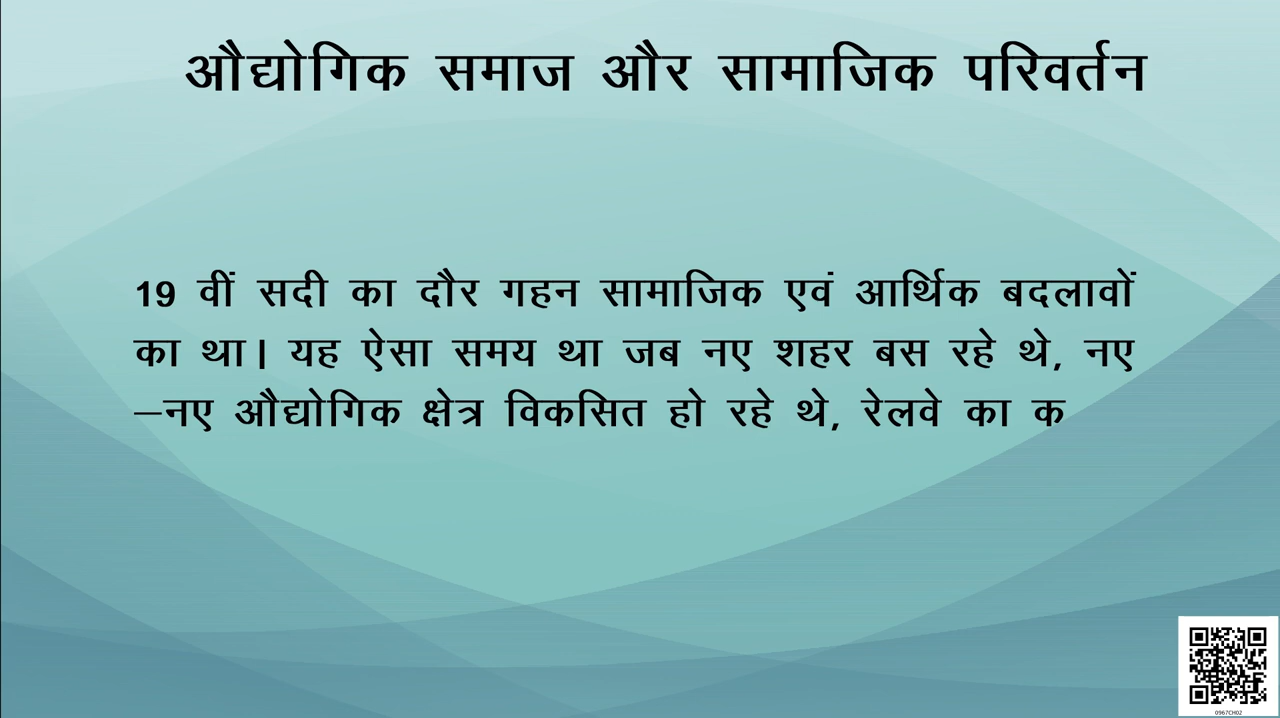 औद्योगिक समाज और सामाजिक परिवर्तन
19 वीं सदी का दौर गहन सामाजिक एवं आर्थिक बदलावों
का था। यह ऐसा समय था जब नए शहर बस रहे थे, नए
–नए औद्योगिक क्षेत्र विकसित हो रहे थे, रेलवे का क
0967CH02